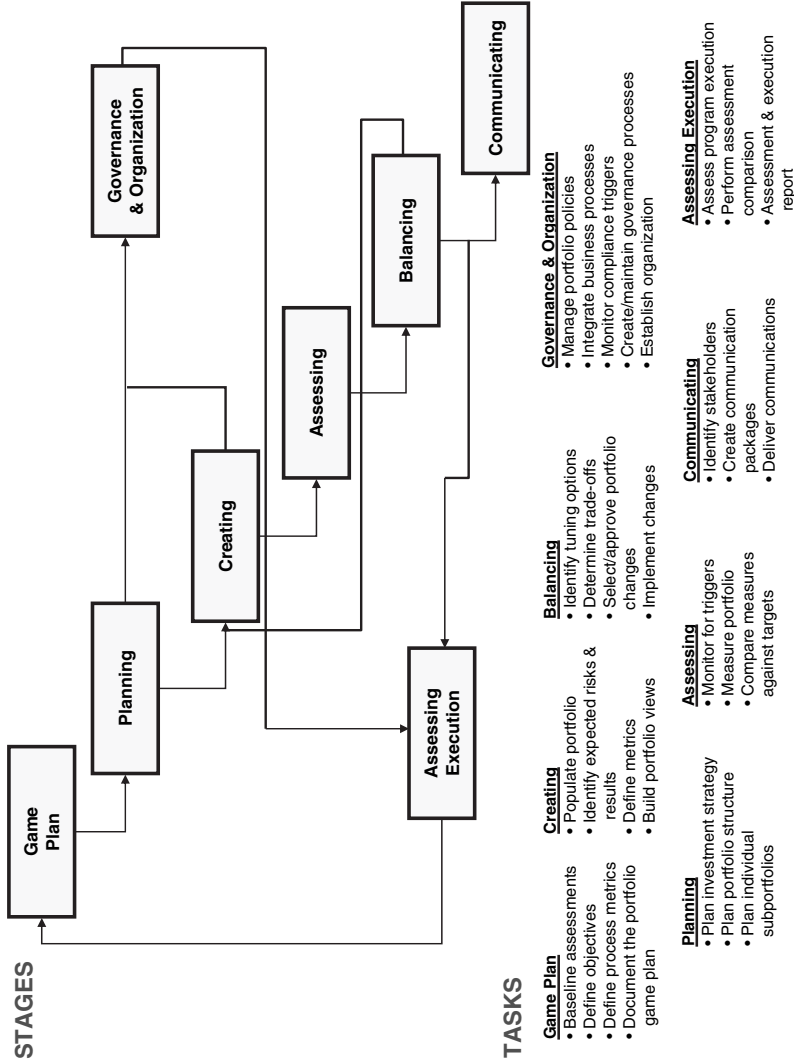 STAGES
Game
Plan
Planning
Governance
& Organization
Creating
Assessing
Balancing
Communicating
Assessing
Execution
TASKS
Game Plan
• Baseline assessments
• Define objectives
• Define process metrics
• Document the portfolio
game plan
Creating
• Populate portfolio
• Identify expected risks &
results
• Define metrics
• Build portfolio views
Balancing
• Identify tuning options
• Determine trade-offs
• Select/approve portfolio
changes
• Implement changes
Governance & Organization
• Manage portfolio policies
• Integrate business processes
• Monitor compliance triggers
• Create/maintain governance processes
• Establish organization
Planning
• Plan investment strategy
• Plan portfolio structure
• Plan individual
subportfolios
Assessing
• Monitor for triggers
• Measure portfolio
• Compare measures
against targets
Communicating
• Identify stakeholders
• Create communication
packages
• Deliver communications
Assessing Execution
• Assess program execution
• Perform assessment
comparison
• Assessment & execution
report